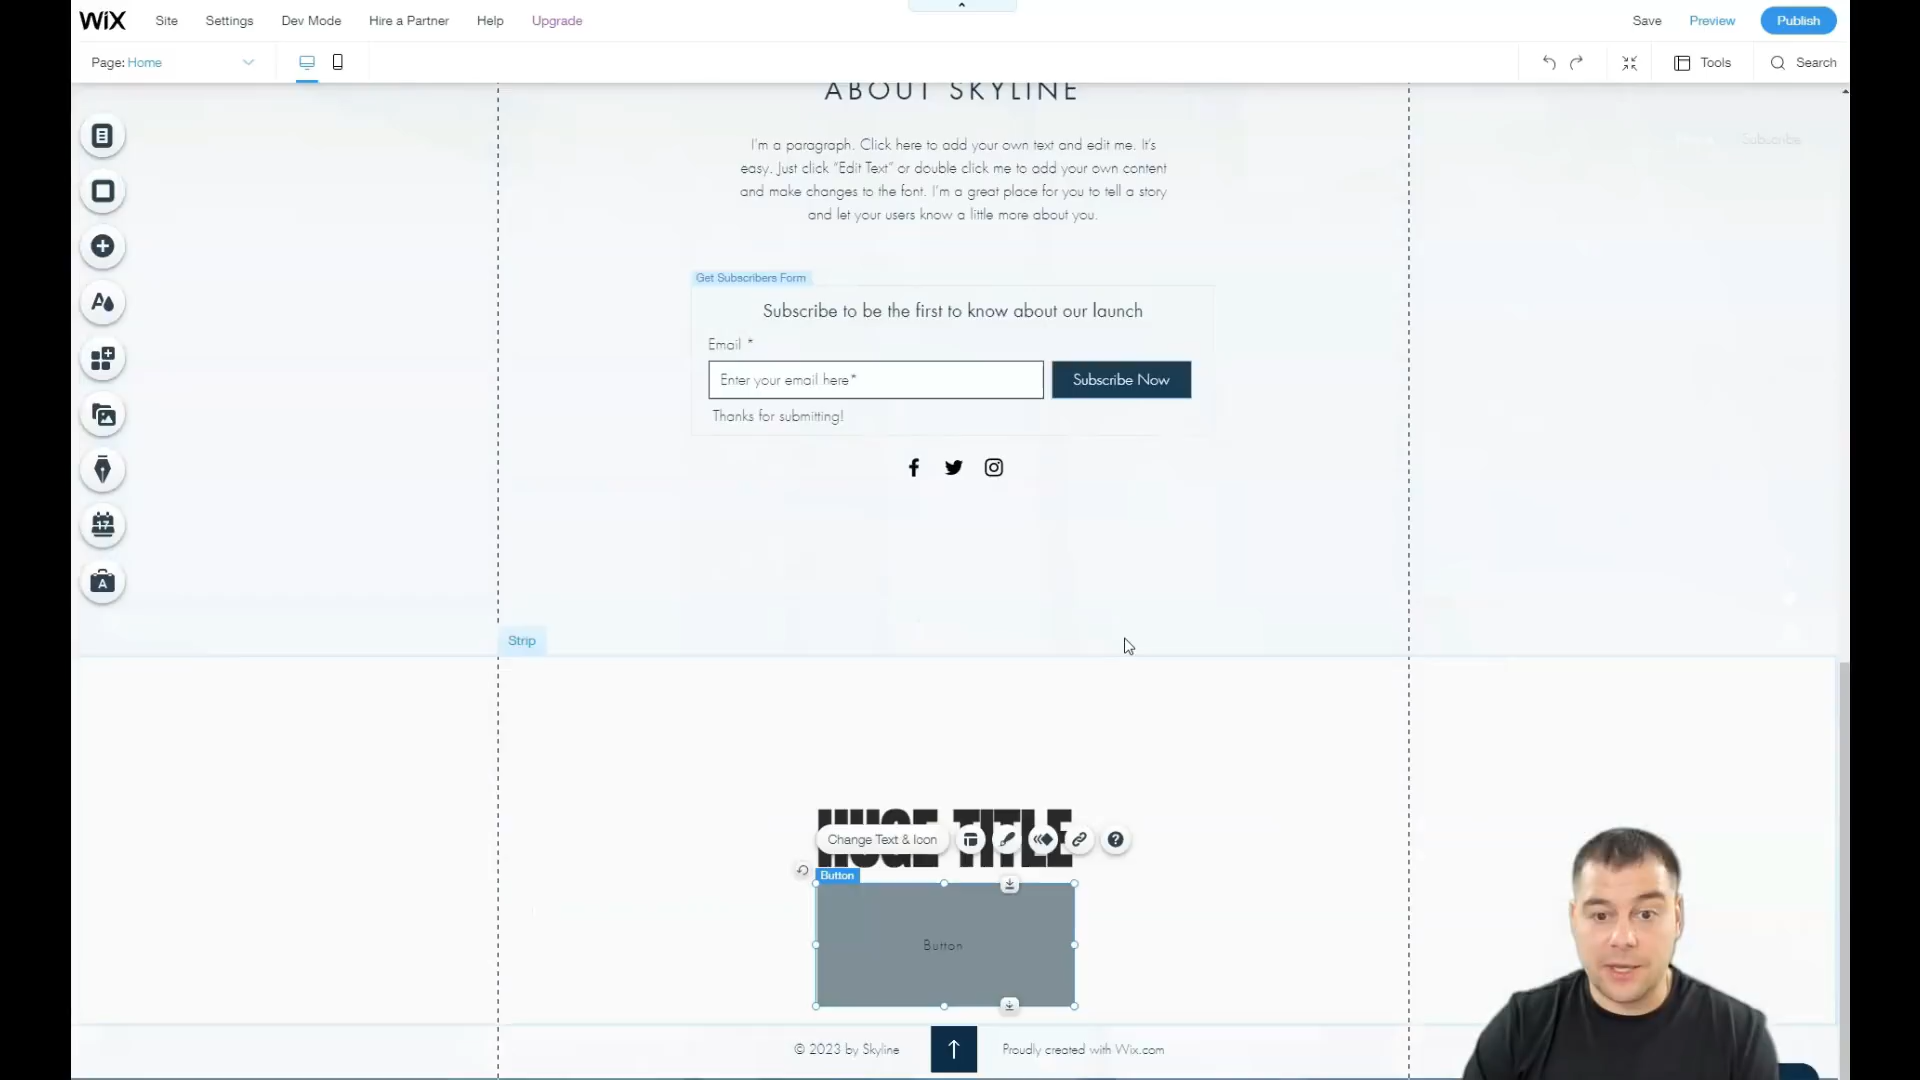 WiX Site Settings Dev Mode Hire a Partner Help Upgrade Save Preview Publish
Page: Home Tools Search
ABOUT SKYLINE
Subscribe
I'm a paragraph. Click here to add your own text and edit me. It's
easy. Just click "Edit Text" or double click me to add your own content
and make changes to the font. I'm a great place for you to tell a story
and let your users know a little more about you.
Get Subscribers Form
Subscribe to be the first to know about our launch
Email *
Enter your email here* Subscribe Now
Thanks for submitting!
17
A
Strip
HUGE TITLE
Change Text & Icon
Button
Button
© 2023 by Skyline Proudly created with Wix.com